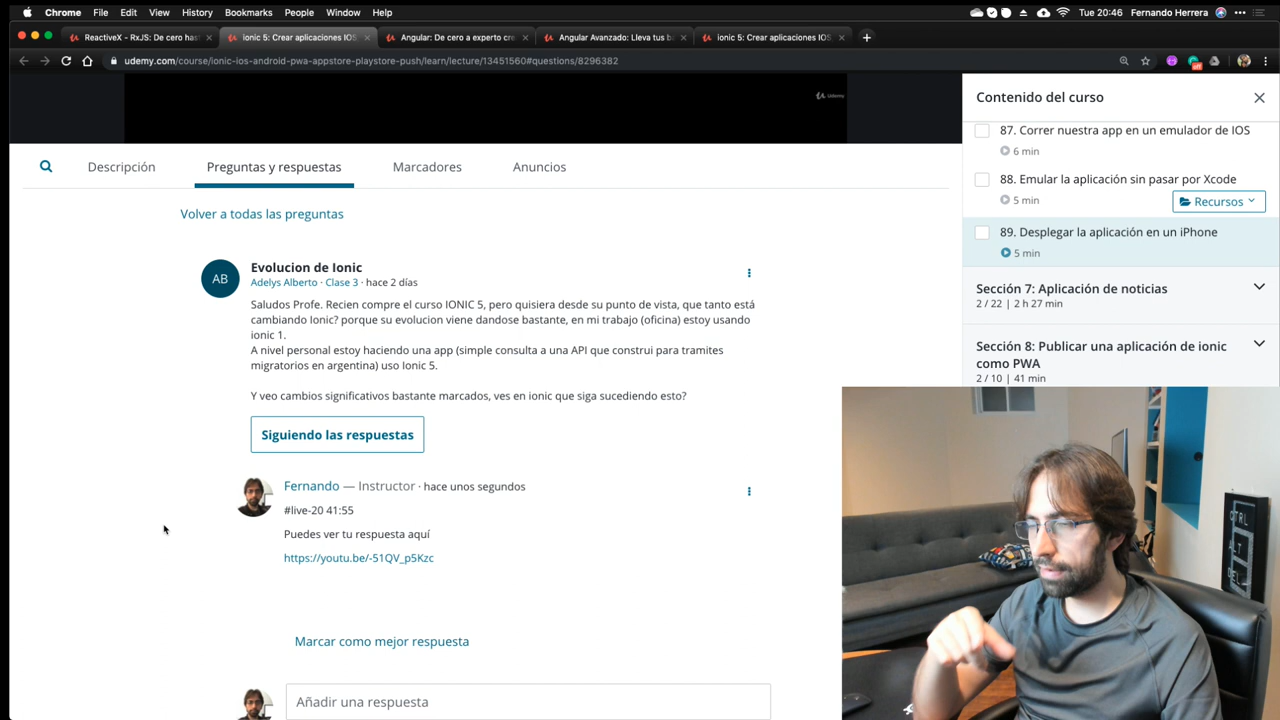 Chrome File Edit View History Bookmarks People Window Help Tue 20:46 Fernando Herrera
ReactiveX - RxJS: De cero has
ionic 5: Crear aplicaciones IOS
Angular: De cero a experto cre
Angular Avanzado: Lleva tus b
ionic 5: Crear aplicaciones IOS
udemy.com/course/ionic-ios-android-pwa-appstore-playstore-push/learn/lecture/13451560#questions/8296382
Udemy
Descripción Preguntas y respuestas Marcadores Anuncios
Volver a todas las preguntas
AB
Evolucion de Ionic
Adelys Alberto · Clase 3 · hace 2 días
Saludos Profe. Recien compre el curso IONIC 5, pero quisiera desde su punto de vista, que tanto está
cambiando Ionic? porque su evolucion viene dandose bastante, en mi trabajo (oficina) estoy usando
ionic 1.
A nivel personal estoy haciendo una app (simple consulta a una API que construi para tramites
migratorios en argentina) uso Ionic 5.
Y veo cambios significativos bastante marcados, ves en ionic que siga sucediendo esto?
Siguiendo las respuestas
Fernando — Instructor · hace unos segundos
#live-20 41:55
Puedes ver tu respuesta aquí
https://youtu.be/-51QV_p5Kzc
Marcar como mejor respuesta
Añadir una respuesta
Contenido del curso
87. Correr nuestra app en un emulador de IOS
6 min
88. Emular la aplicación sin pasar por Xcode
5 min
Recursos
89. Desplegar la aplicación en un iPhone
5 min
Sección 7: Aplicación de noticias
2 / 22 | 2 h 27 min
Sección 8: Publicar una aplicación de ionic
como PWA
2 / 10 | 41 min
CTRL
ALT
DEL